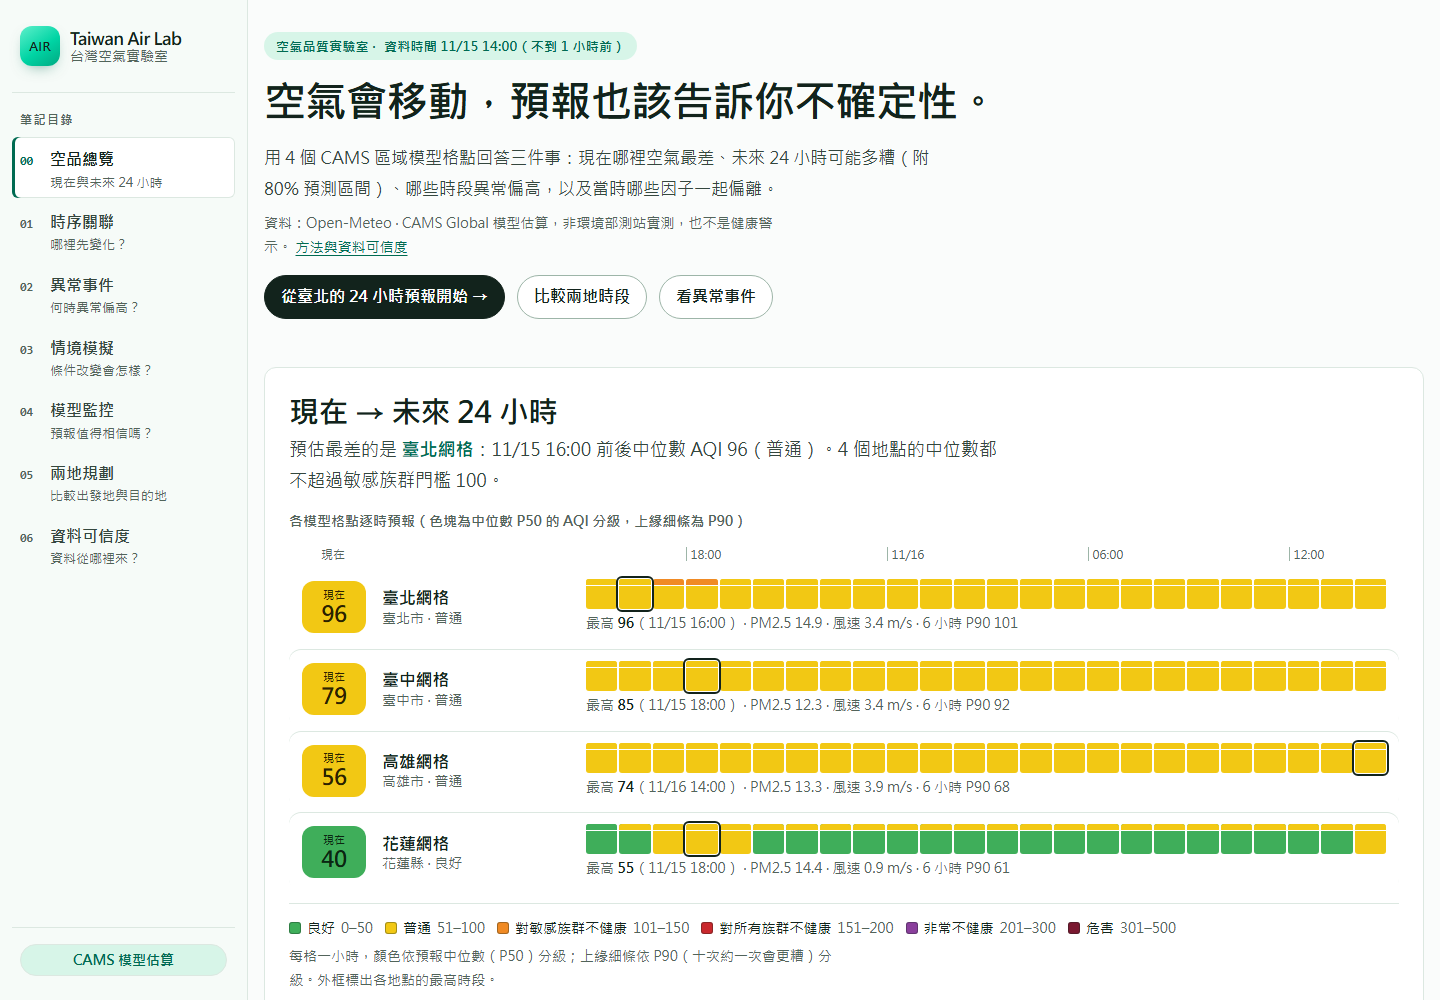 AIR
Taiwan Air Lab
台灣空氣實驗室
筆記目錄
00 空品總覽
現在與未來 24 小時
01 時序關聯
哪裡先變化？
02 異常事件
何時異常偏高？
03 情境模擬
條件改變會怎樣？
04 模型監控
預報值得相信嗎？
05 兩地規劃
比較出發地與目的地
06 資料可信度
資料從哪裡來？
CAMS 模型估算
空氣品質實驗室 · 資料時間 11/15 14:00（不到 1 小時前）
空氣會移動，預報也該告訴你不確定性。
用 4 個 CAMS 區域模型格點回答三件事：現在哪裡空氣最差、未來 24 小時可能多糟（附
80% 預測區間）、哪些時段異常偏高，以及當時哪些因子一起偏離。
資料：Open-Meteo · CAMS Global 模型估算，非環境部測站實測，也不是健康警
示。 方法與資料可信度
從臺北的 24 小時預報開始 →
比較兩地時段
看異常事件
現在 → 未來 24 小時
預估最差的是 臺北網格：11/15 16:00 前後中位數 AQI 96（普通）。4 個地點的中位數都
不超過敏感族群門檻 100。
各模型格點逐時預報（色塊為中位數 P50 的 AQI 分級，上緣細條為 P90）
現在 18:00 11/16 06:00 12:00
現在
96
臺北網格
臺北市 · 普通
最高 96（11/15 16:00） · PM2.5 14.9 · 風速 3.4 m/s · 6 小時 P90 101
現在
79
臺中網格
臺中市 · 普通
最高 85（11/15 18:00） · PM2.5 12.3 · 風速 3.4 m/s · 6 小時 P90 92
現在
56
高雄網格
高雄市 · 普通
最高 74（11/16 14:00） · PM2.5 13.3 · 風速 3.9 m/s · 6 小時 P90 68
現在
40
花蓮網格
花蓮縣 · 良好
最高 55（11/15 18:00） · PM2.5 14.4 · 風速 0.9 m/s · 6 小時 P90 61
良好 0–50 普通 51–100 對敏感族群不健康 101–150 對所有族群不健康 151–200 非常不健康 201–300 危害 301–500
每格一小時，顏色依預報中位數（P50）分級；上緣細條依 P90（十次約一次會更糟）分
級。外框標出各地點的最高時段。